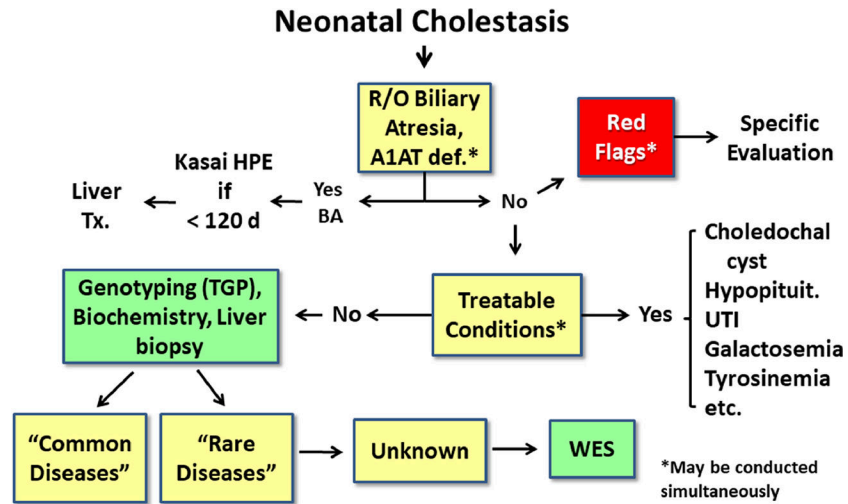 Neonatal Cholestasis
R/O Biliary
Atresia,
A1AT def.*
Red
Flags*
Specific
Evaluation
Liver
Tx.
Kasai HPE
if
< 120 d
Yes
BA
No
Genotyping (TGP),
Biochemistry, Liver
biopsy
No
Treatable
Conditions*
Yes
Choledochal
cyst
Hypopituit.
UTI
Galactosemia
Tyrosinemia
etc.
“Common
Diseases”
“Rare
Diseases”
Unknown
WES
*May be conducted
simultaneously